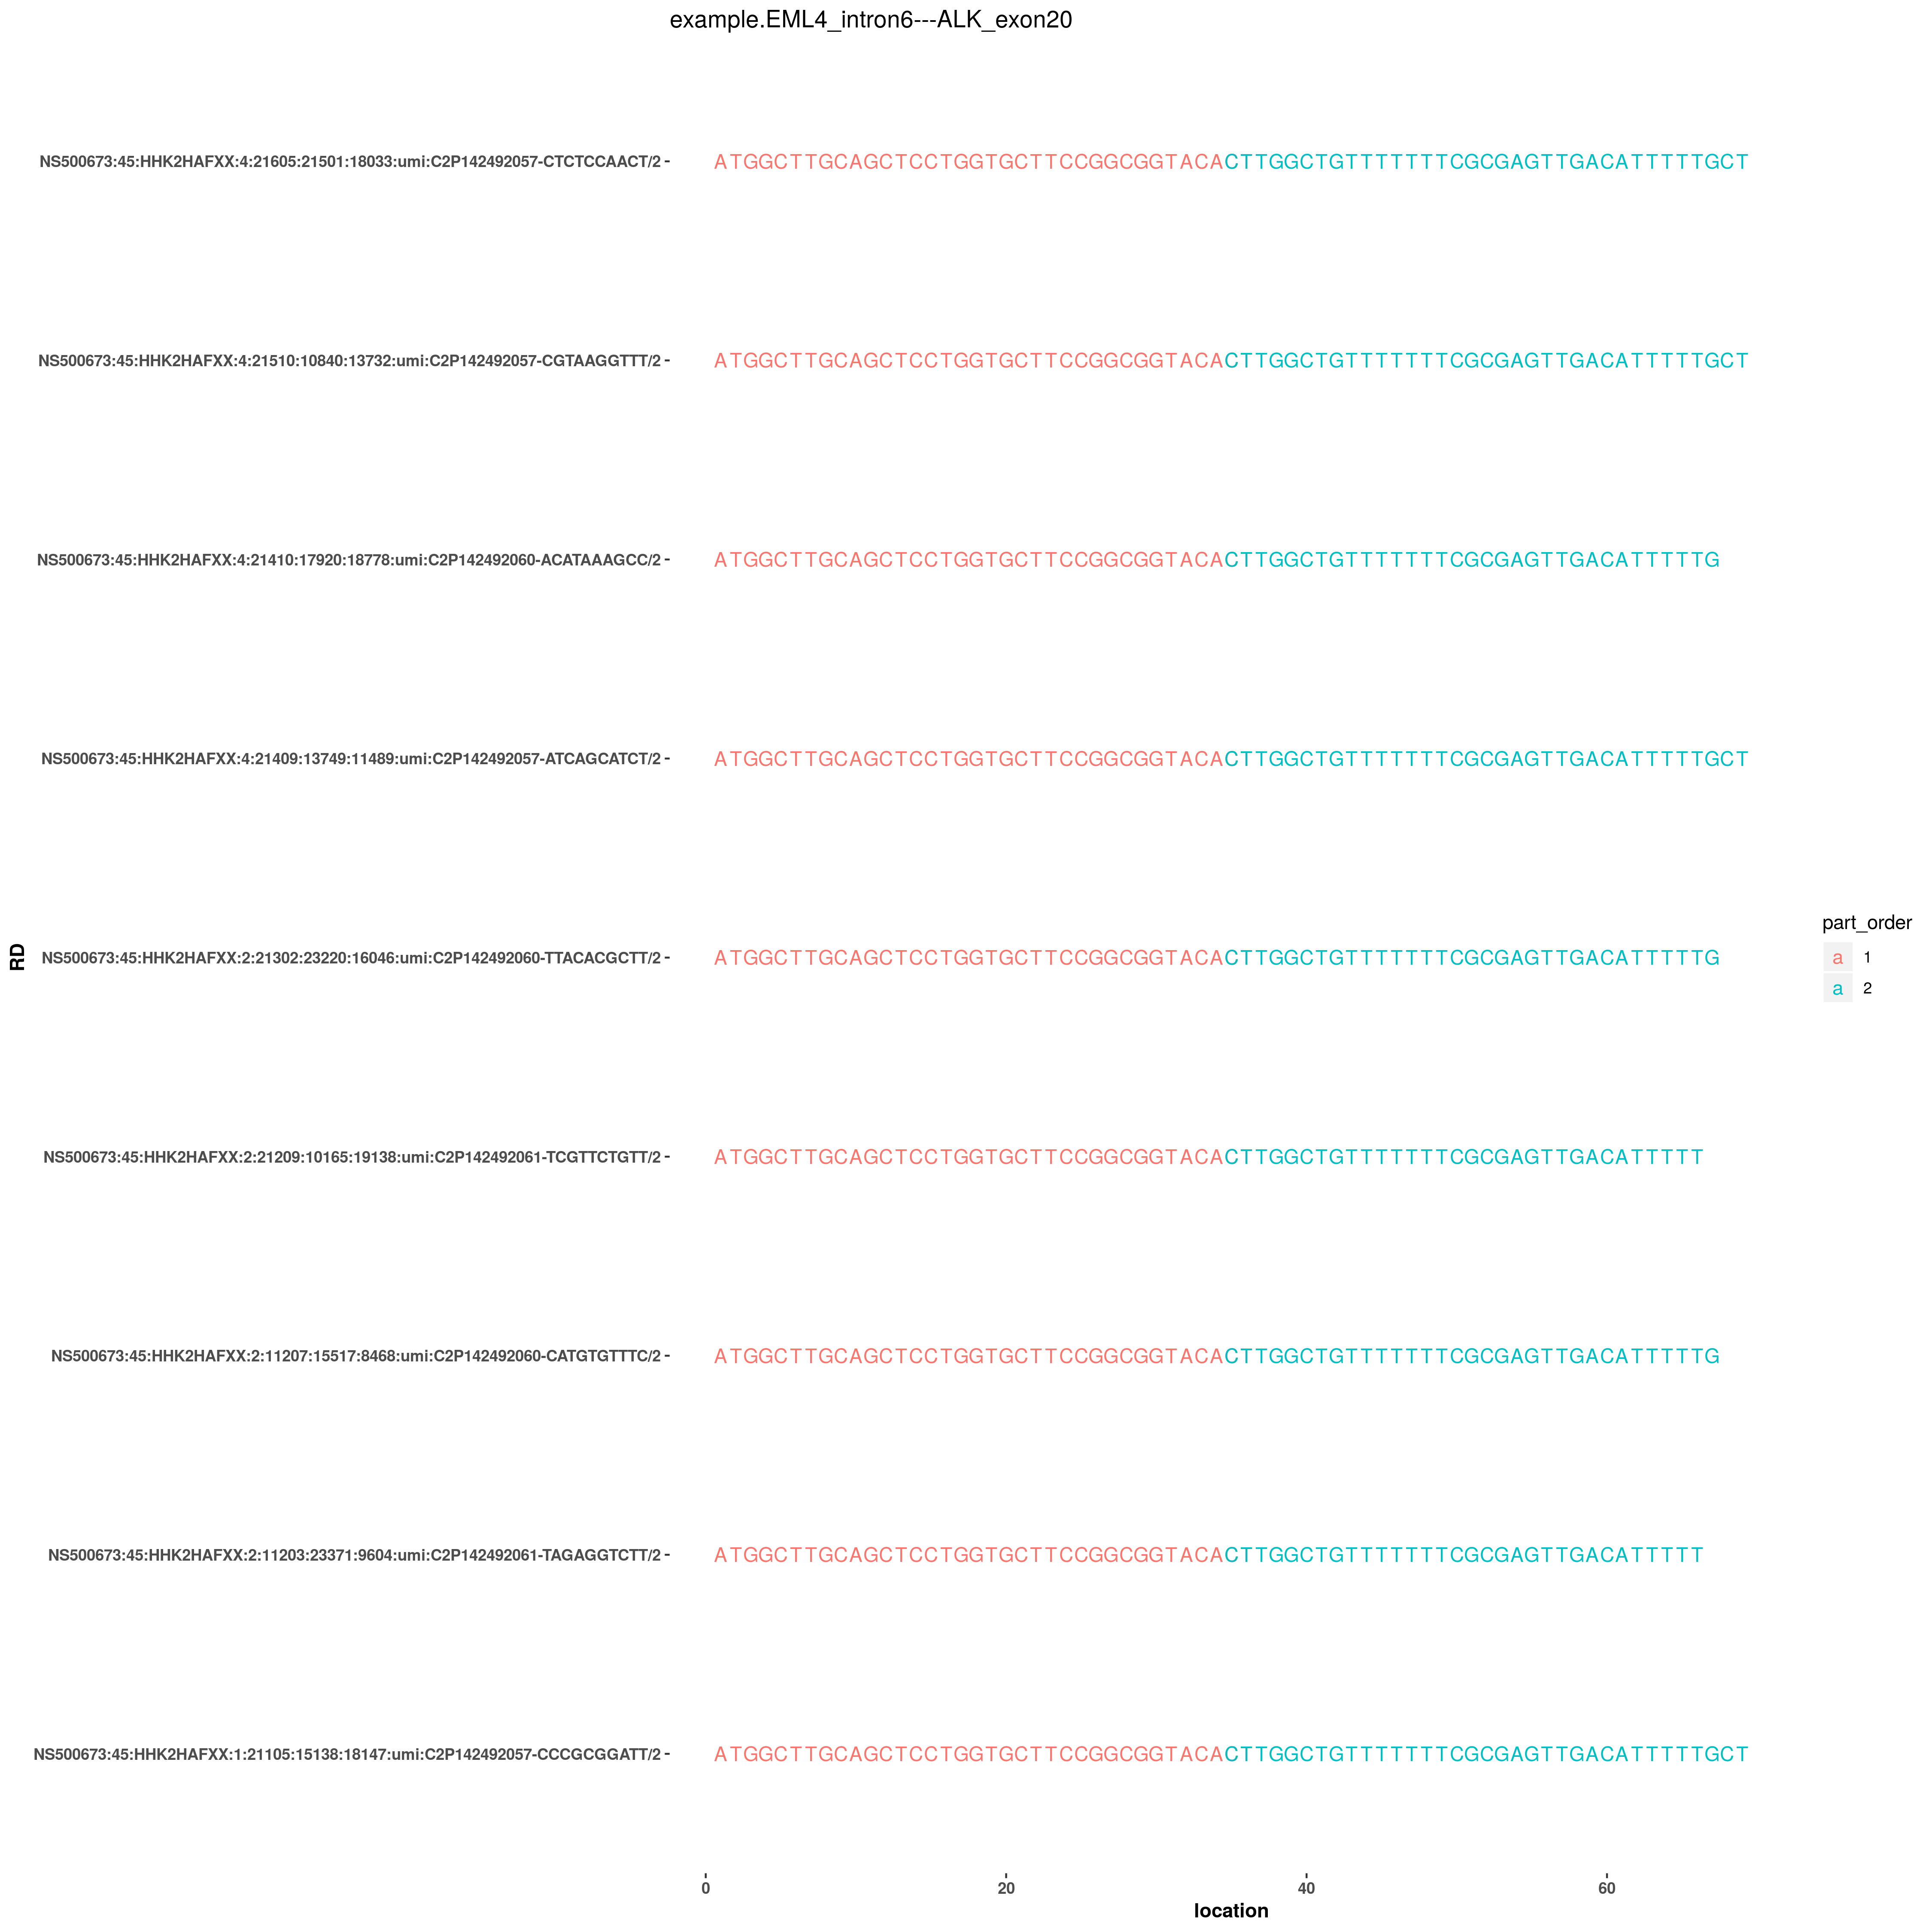 example.EML4_intron6---ALK_exon20
NS500673:45:HHK2HAFXX:4:21605:21501:18033:umi:C2P142492057-CTCTCCAACT/2 ATGGCTTGCAGCTCCTGGTGCTTCCGGCGGTACACTTGGCTGTTTTTTTCGCGAGTTGACATTTTTGCT
NS500673:45:HHK2HAFXX:4:21510:10840:13732:umi:C2P142492057-CGTAAGGTTT/2 ATGGCTTGCAGCTCCTGGTGCTTCCGGCGGTACACTTGGCTGTTTTTTTCGCGAGTTGACATTTTTGCT
NS500673:45:HHK2HAFXX:4:21410:17920:18778:umi:C2P142492060-ACATAAAGCC/2 ATGGCTTGCAGCTCCTGGTGCTTCCGGCGGTACACTTGGCTGTTTTTTTCGCGAGTTGACATTTTTG
NS500673:45:HHK2HAFXX:4:21409:13749:11489:umi:C2P142492057-ATCAGCATCT/2 ATGGCTTGCAGCTCCTGGTGCTTCCGGCGGTACACTTGGCTGTTTTTTTCGCGAGTTGACATTTTTGCT
RD
NS500673:45:HHK2HAFXX:2:21302:23220:16046:umi:C2P142492060-TTACACGCTT/2 ATGGCTTGCAGCTCCTGGTGCTTCCGGCGGTACACTTGGCTGTTTTTTTCGCGAGTTGACATTTTTG
NS500673:45:HHK2HAFXX:2:21209:10165:19138:umi:C2P142492061-TCGTTCTGTT/2 ATGGCTTGCAGCTCCTGGTGCTTCCGGCGGTACACTTGGCTGTTTTTTTCGCGAGTTGACATTTTT
NS500673:45:HHK2HAFXX:2:11207:15517:8468:umi:C2P142492060-CATGTGTTTC/2 ATGGCTTGCAGCTCCTGGTGCTTCCGGCGGTACACTTGGCTGTTTTTTTCGCGAGTTGACATTTTTG
NS500673:45:HHK2HAFXX:2:11203:23371:9604:umi:C2P142492061-TAGAGGTCTT/2 ATGGCTTGCAGCTCCTGGTGCTTCCGGCGGTACACTTGGCTGTTTTTTTCGCGAGTTGACATTTTT
NS500673:45:HHK2HAFXX:1:21105:15138:18147:umi:C2P142492057-CCCGCGGATT/2 ATGGCTTGCAGCTCCTGGTGCTTCCGGCGGTACACTTGGCTGTTTTTTTCGCGAGTTGACATTTTTGCT
0 20 40 60
location
part_order
a 1
a 2